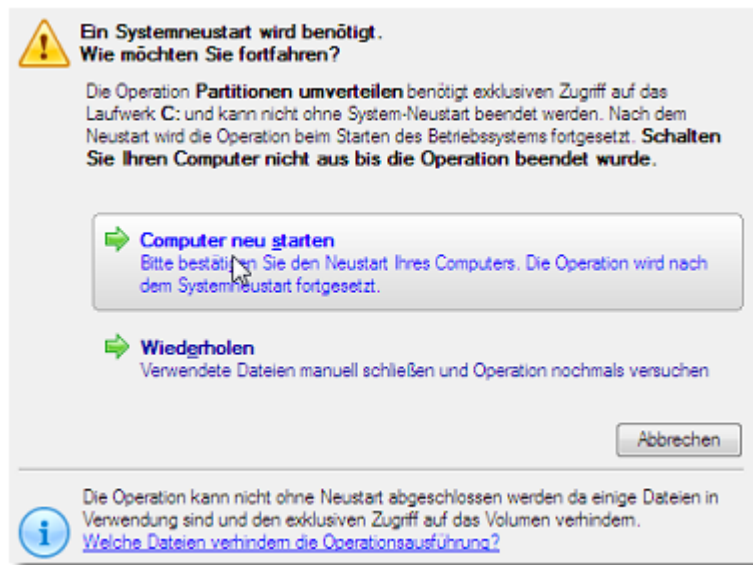 Ein Systemneustart wird benötigt.
Wie möchten Sie fortfahren?
Die Operation Partitionen umverteilen benötigt exklusiven Zugriff auf das
Laufwerk C: und kann nicht ohne System-Neustart beendet werden. Nach dem
Neustart wird die Operation beim Starten des Betriebssystems fortgesetzt. Schalten
Sie Ihren Computer nicht aus bis die Operation beendet wurde.
Computer neu starten
Bitte bestätigen Sie den Neustart Ihres Computers. Die Operation wird nach
dem Systemneustart fortgesetzt.
Wiederholen
Verwendete Dateien manuell schließen und Operation nochmals versuchen
Abbrechen
Die Operation kann nicht ohne Neustart abgeschlossen werden da einige Dateien in
Verwendung sind und den exklusiven Zugriff auf das Volumen verhindern.
Welche Dateien verhindern die Operationsausführung?